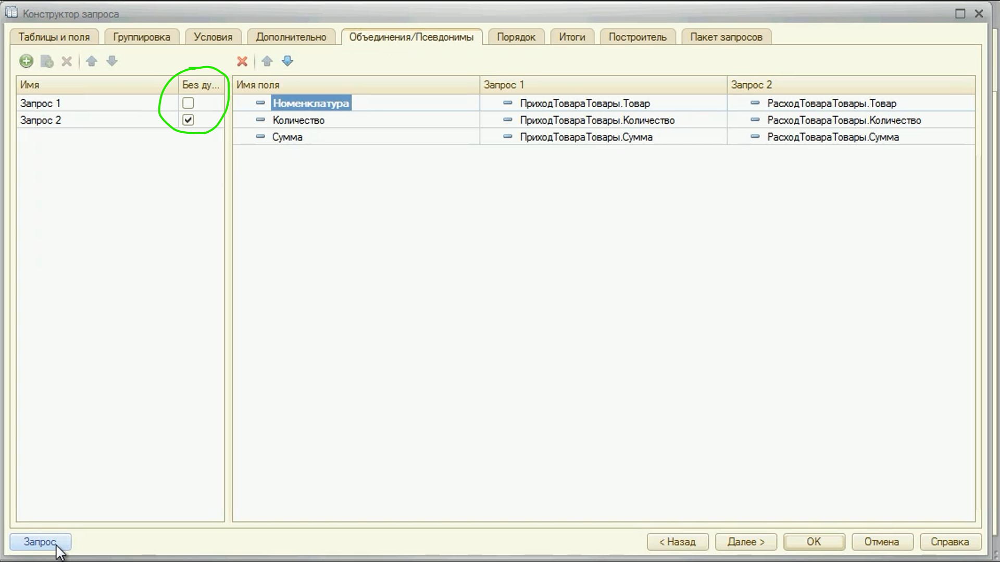 Конструктор запроса
Таблицы и поля Группировка Условия Дополнительно Объединения/Псевдонимы Порядок Итоги Построитель Пакет запросов
Имя Без ду... Имя поля Запрос 1 Запрос 2
Запрос 1 Номенклатура ПриходТовараТовары.Товар РасходТовараТовары.Товар
Запрос 2 Количество ПриходТовараТовары.Количество РасходТовараТовары.Количество
Сумма ПриходТовараТовары.Сумма РасходТовараТовары.Сумма
Запрос < Назад Далее > OK Отмена Справка